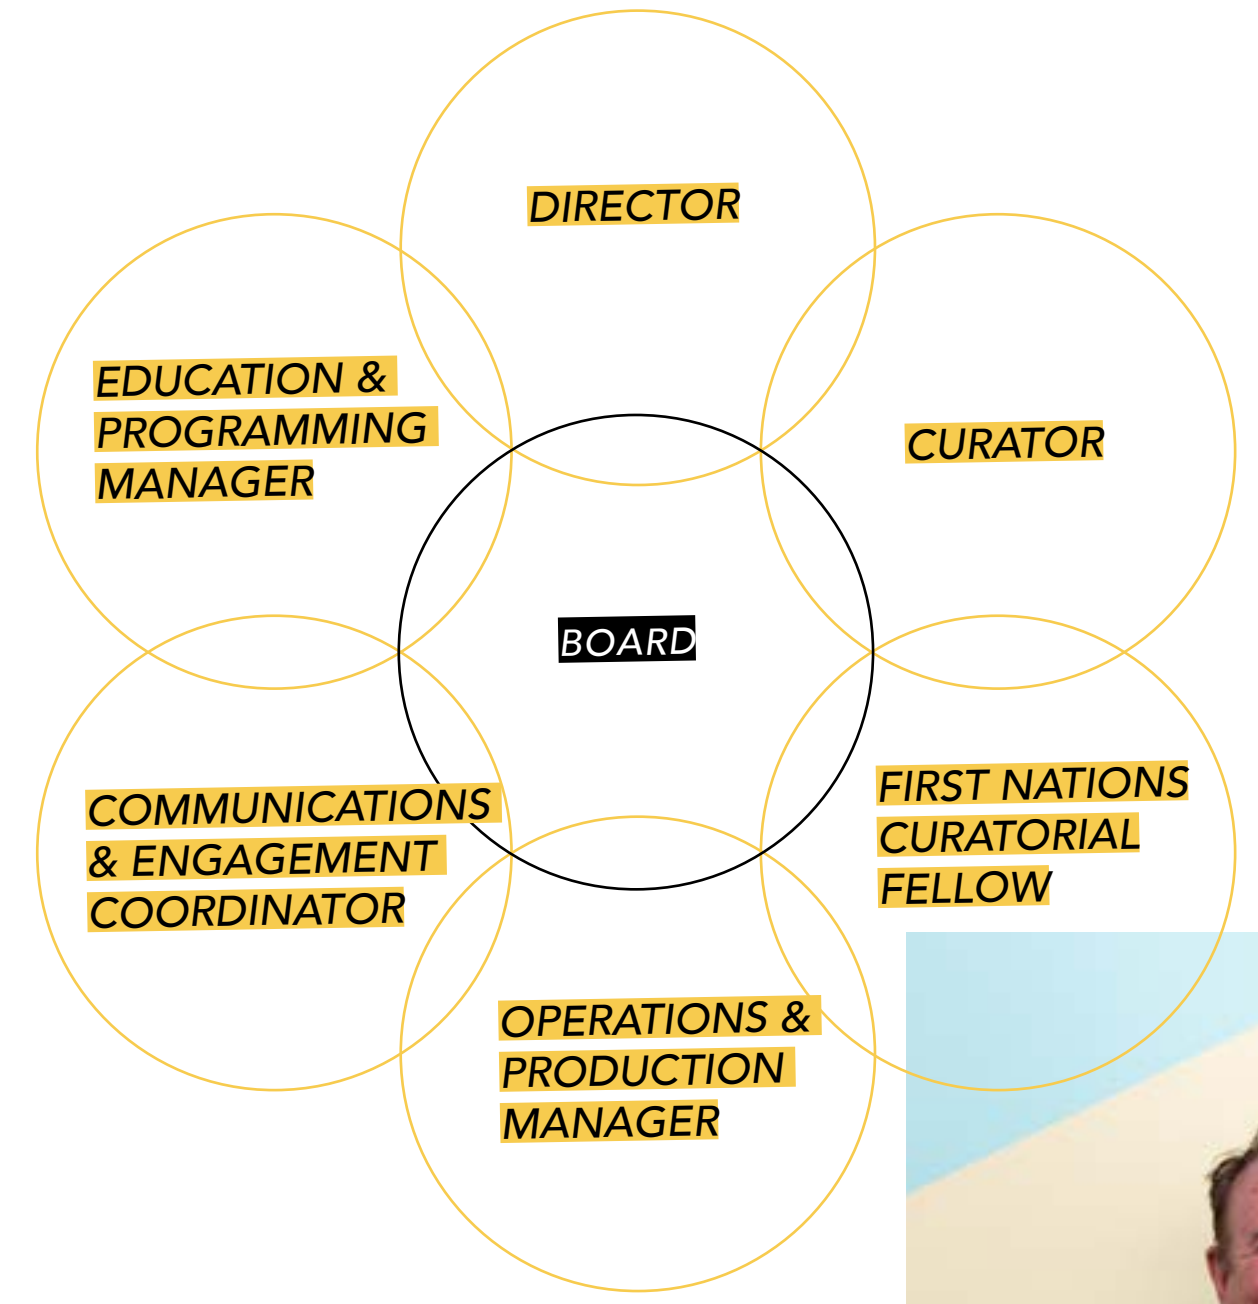 DIRECTOR
EDUCATION &
PROGRAMMING
MANAGER
CURATOR
BOARD
COMMUNICATIONS
& ENGAGEMENT
COORDINATOR
FIRST NATIONS
CURATORIAL
FELLOW
OPERATIONS &
PRODUCTION
MANAGER